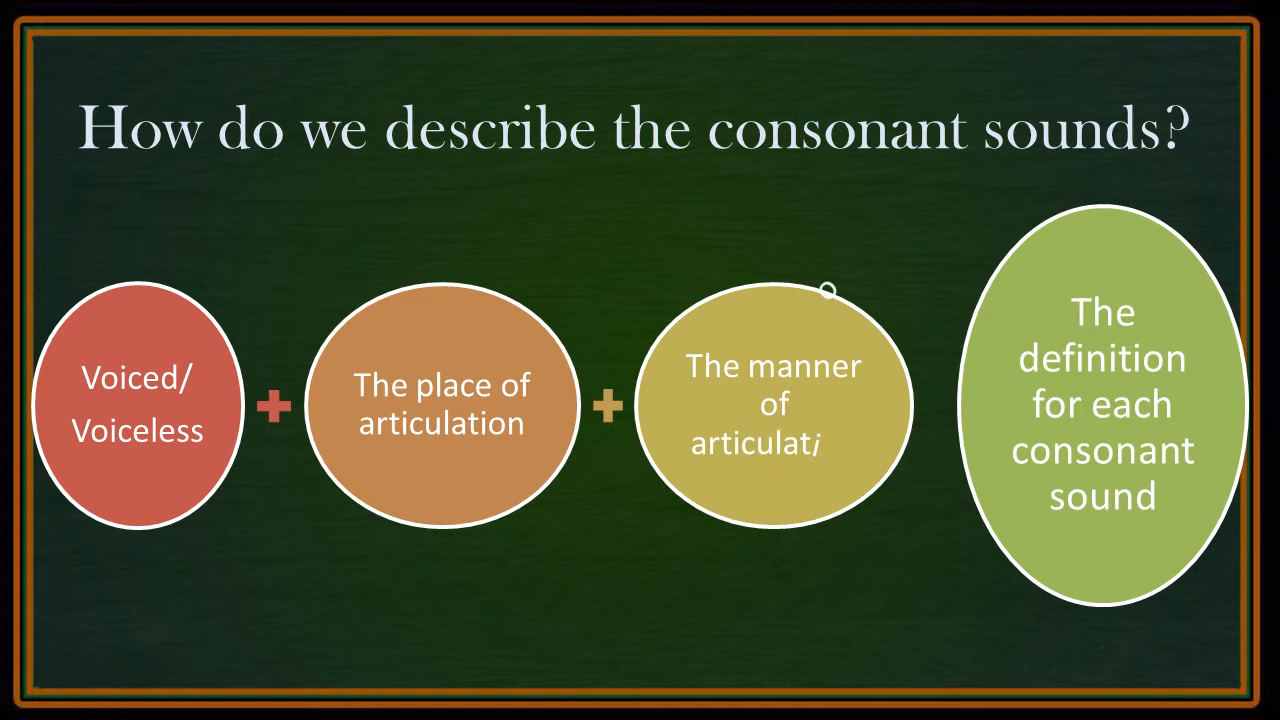 How do we describe the consonant sounds?
Voiced/
Voiceless
The place of
articulation
The manner
of
articulati
o
The
definition
for each
consonant
sound